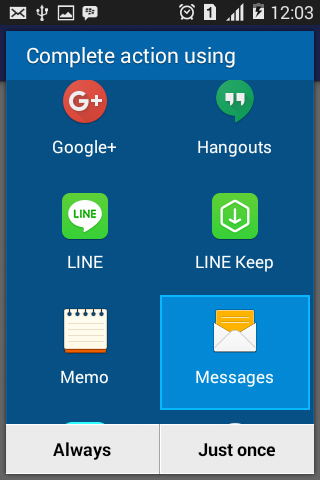 1
12:03
Complete action using
G+
Google+
Hangouts
LINE
LINE
LINE Keep
Memo
Messages
Always
Just once